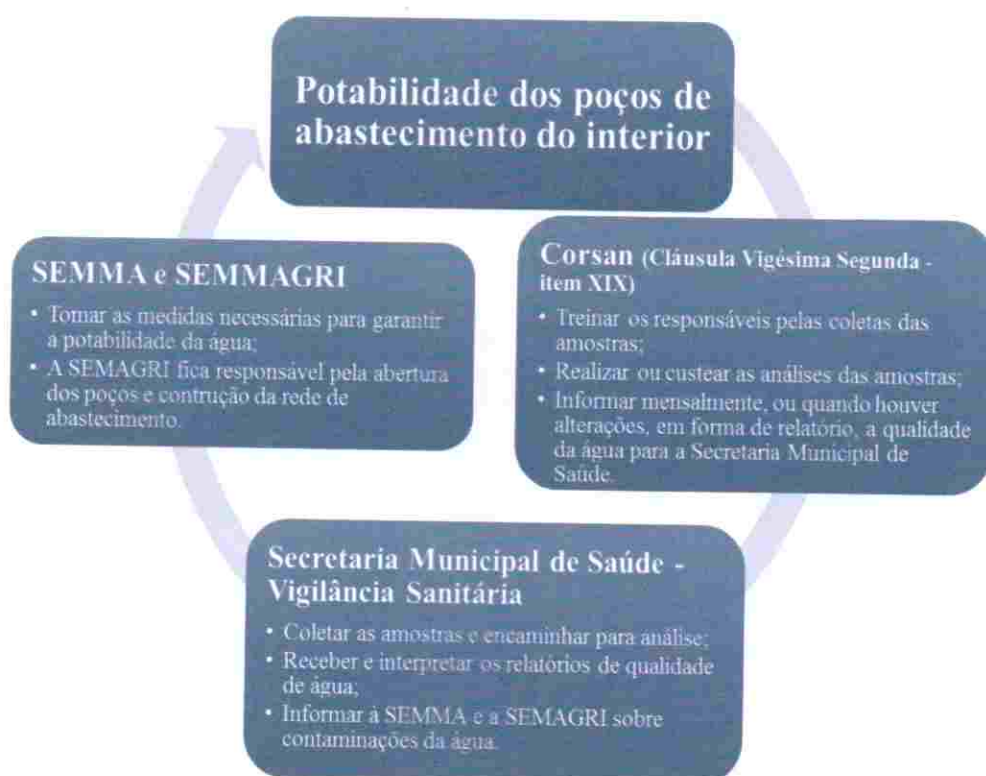 Potabilidade dos poços de
abastecimento do interior
Corsan (Cláusula Vigésima Segunda -
item XIX)
• Treinar os responsáveis pelas coletas das
amostras;
• Realizar ou custear as análises das amostras;
• Informar mensalmente, ou quando houver
alterações, em forma de relatório, a qualidade
da água para a Secretaria Municipal de
Saúde.
Secretaria Municipal de Saúde -
Vigilância Sanitária
• Coletar as amostras e encaminhar para análise;
• Receber e interpretar os relatórios de qualidade
de água;
• Informar à SEMMA e a SEMAGRI sobre
contaminações da água.
SEMMA e SEMMAGRI
• Tomar as medidas necessárias para garantir
a potabilidade da água;
• A SEMAGRI fica responsável pela abertura
dos poços e contrução da rede de
abastecimento.